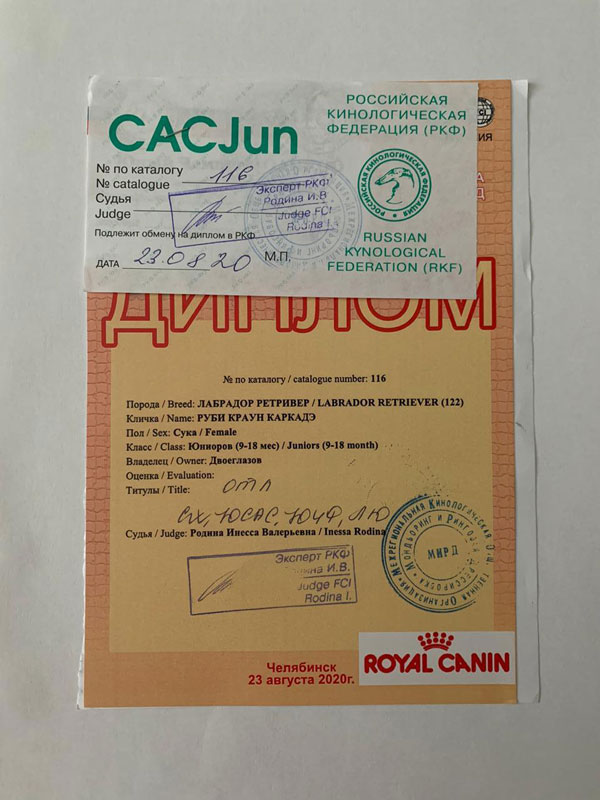 CACJun
РОССИЙСКАЯ
КИНОЛОГИЧЕСКАЯ
ФЕДЕРАЦИЯ (РКФ)
№ по каталогу
№ catalogue 116
Судья
Judge
Эксперт РКФ
Родина И.В
Judge FCI
Rodina I.
Подлежит обмену на диплом в РКФ
ДАТА 23.08.20 М.П.
РОССИЙСКАЯ КИНОЛОГИЧЕСКАЯ ФЕДЕРАЦИЯ
RUSSIAN
KYNOLOGICAL
FEDERATION (RKF)
ДИПЛОМ
№ по каталогу / catalogue number: 116
Порода / Breed: ЛАБРАДОР РЕТРИВЕР / LABRADOR RETRIEVER (122)
Кличка / Name: РУБИ КРАУН КАРКАДЭ
Пол / Sex: Сука / Female
Класс / Class: Юниоров (9-18 мес) / Juniors (9-18 month)
Владелец / Owner: Двоеглазов
Оценка / Evaluation:
Титулы / Title: отл
СС, ЮСАС, ЮЧФ, ЛЮ
Судья / Judge: Родина Инесса Валерьевна / Inessa Rodina
Эксперт РКФ
И.В.
Judge FCI
Rodina I.
МИРД
ROYAL CANIN
Челябинск
23 августа 2020г.